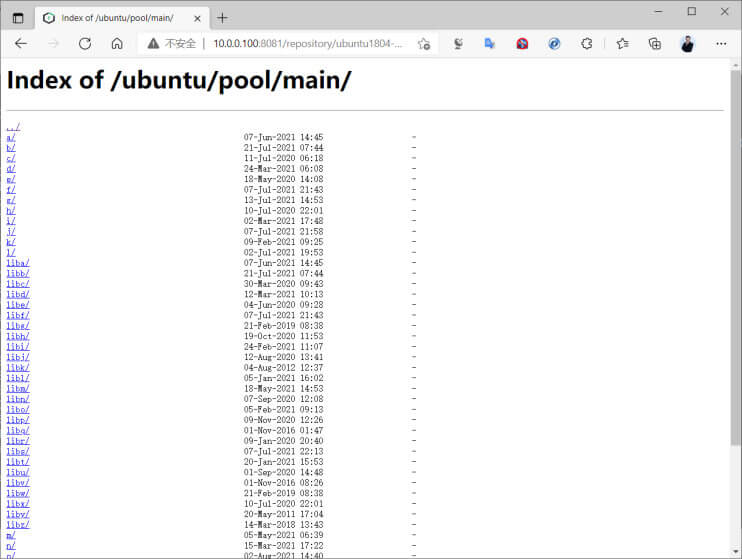 Index of /ubuntu/pool/main/
不安全 | 10.0.0.100:8081/repository/ubuntu1804-...
Index of /ubuntu/pool/main/
../
a/ 07-Jun-2021 14:45 -
b/ 21-Jul-2021 07:44 -
c/ 11-Jul-2020 06:18 -
d/ 24-Mar-2021 06:08 -
e/ 18-May-2020 14:08 -
f/ 07-Jul-2021 21:43 -
g/ 13-Jul-2021 14:53 -
h/ 10-Jul-2020 22:01 -
i/ 02-Mar-2021 17:48 -
j/ 07-Jul-2021 21:58 -
k/ 09-Feb-2021 09:25 -
l/ 02-Jul-2021 19:53 -
liba/ 07-Jun-2021 14:45 -
libb/ 21-Jul-2021 07:44 -
libc/ 30-Mar-2020 09:43 -
libd/ 12-Mar-2021 10:13 -
libe/ 04-Jun-2020 09:28 -
libf/ 07-Jul-2021 21:43 -
libg/ 21-Feb-2019 08:38 -
libh/ 19-Oct-2020 11:53 -
libi/ 24-Feb-2021 11:07 -
libj/ 12-Aug-2020 13:41 -
libk/ 04-Aug-2012 12:37 -
libl/ 05-Jan-2021 16:02 -
libm/ 18-May-2021 14:53 -
libn/ 07-Sep-2020 12:08 -
libo/ 05-Feb-2021 09:13 -
libp/ 09-Nov-2020 12:26 -
libq/ 01-Nov-2016 01:47 -
libr/ 09-Jan-2020 20:40 -
libs/ 07-Jul-2021 22:13 -
libt/ 20-Jan-2021 15:53 -
libu/ 01-Sep-2020 14:48 -
libv/ 01-Nov-2016 08:26 -
libw/ 21-Feb-2019 08:38 -
libx/ 10-Jul-2020 22:01 -
liby/ 20-May-2011 17:04 -
libz/ 14-Mar-2018 13:43 -
m/ 05-May-2021 06:39 -
n/ 15-Mar-2021 17:22 -
o/ 02-Aug-2021 14:40 -